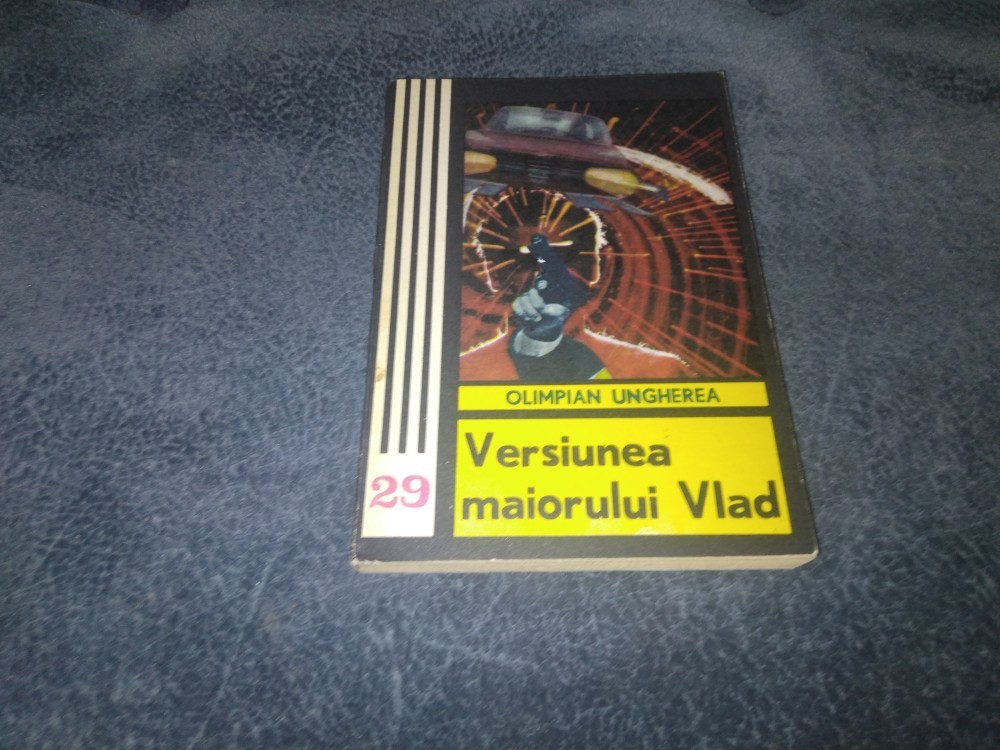 OLIMPIAN UNGHEREA
Versiunea
maiorului Vlad
29